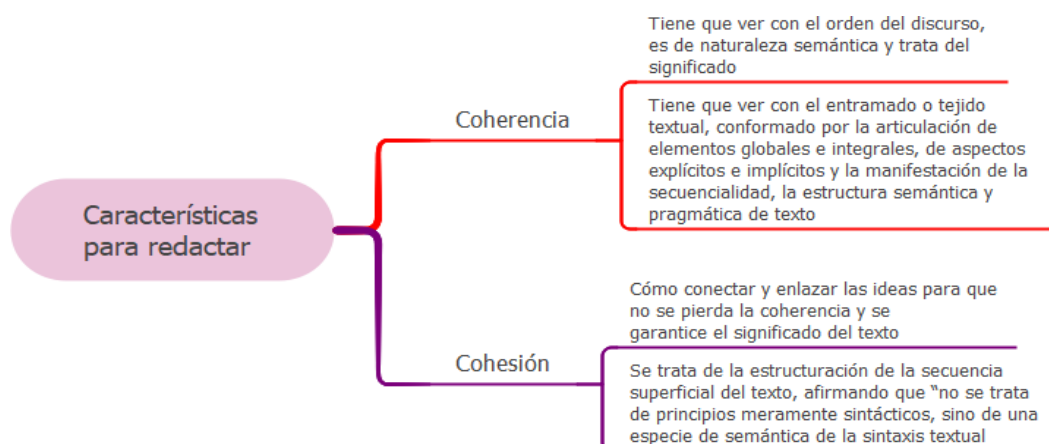 Tiene que ver con el orden del discurso,
es de naturaleza semántica y trata del
significado
Coherencia
Tiene que ver con el entramado o tejido
textual, conformado por la articulación de
elementos globales e integrales, de aspectos
explícitos e implícitos y la manifestación de la
secuencialidad, la estructura semántica y
pragmática de texto
Característícas
para redactar
Cómo conectar y enlazar las ideas para que
no se pierda la coherencia y se
garantice el significado del texto
Cohesión
Se trata de la estructuración de la secuencia
superficial del texto, afirmando que “no se trata
de principios meramente sintácticos, sino de una
especie de semántica de la sintaxis textual